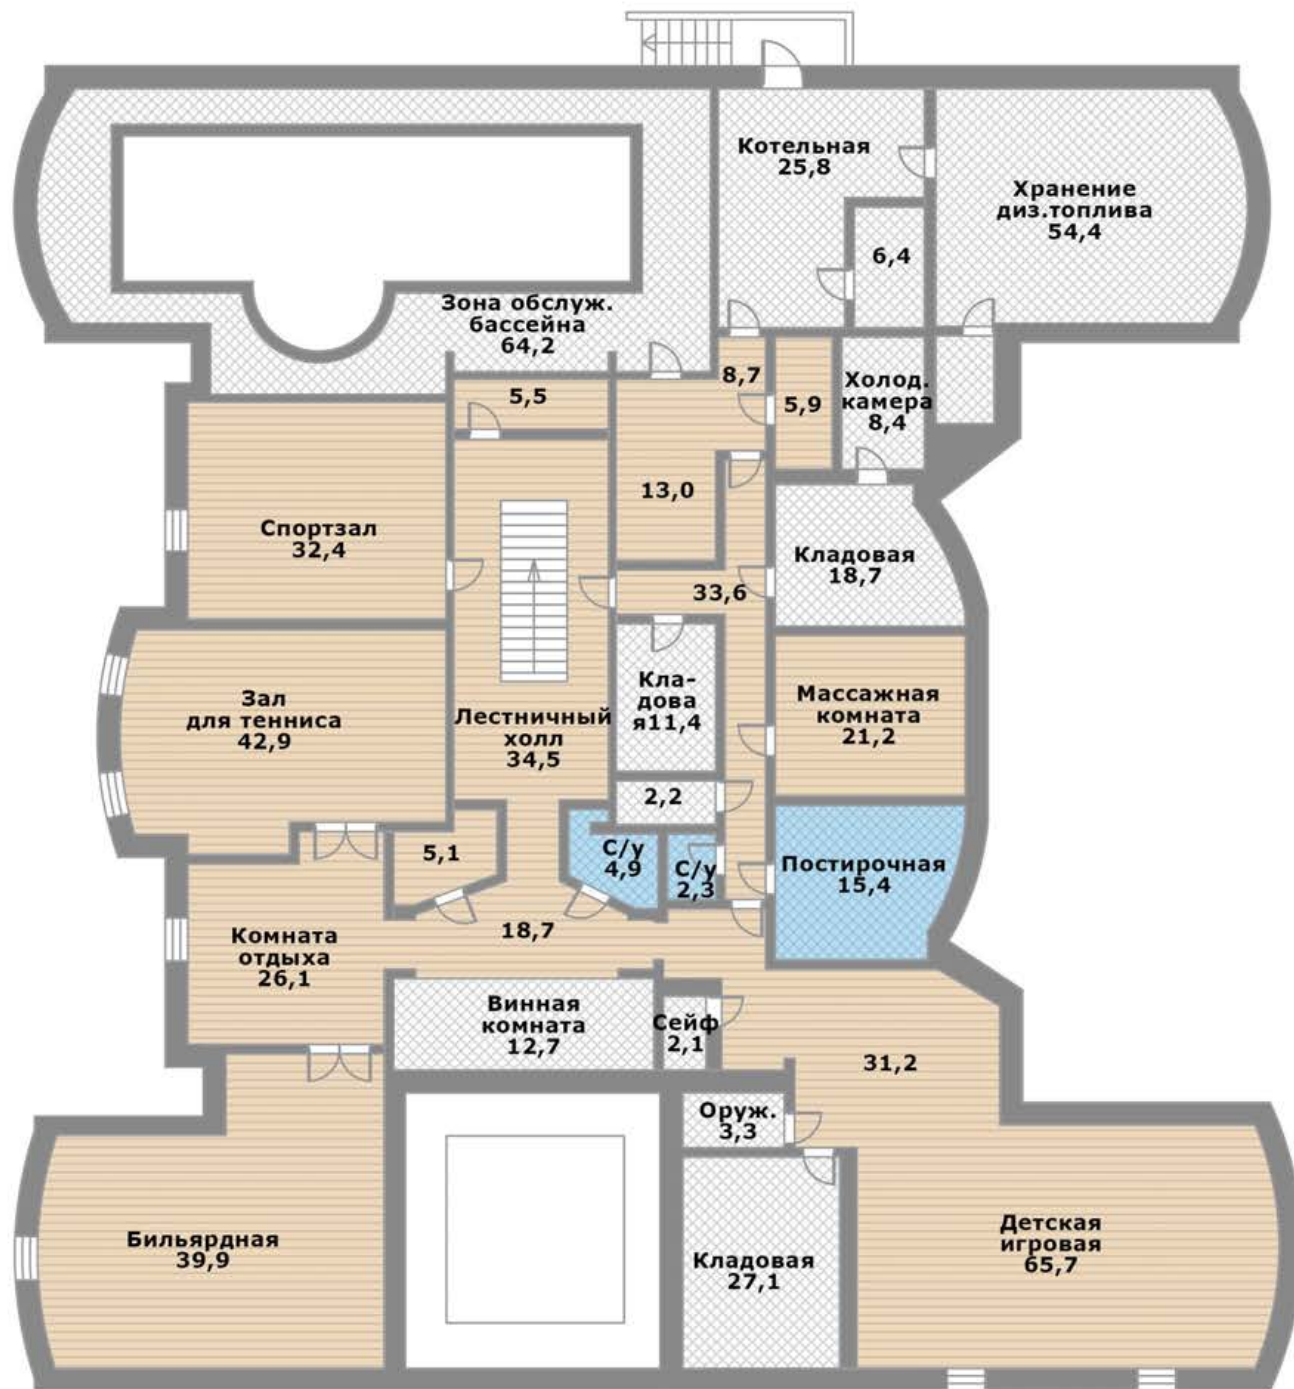 Котельная
25,8
Хранение
диз.топлива
54,4
6,4
Зона обслуж.
бассейна
64,2
8,7
5,5
5,9
Холод.
камера
8,4
13,0
Спортзал
32,4
Кладовая
18,7
33,6
Зал
для тенниса
42,9
Лестничный
холл
34,5
Кла-
дова
я11,4
Массажная
комната
21,2
2,2
5,1
С/у
4,9
С/у
2,3
Постирочная
15,4
18,7
Комната
отдыха
26,1
Винная
комната
12,7
Сейф
2,1
31,2
Оруж.
3,3
Бильярдная
39,9
Кладовая
27,1
Детская
игровая
65,7